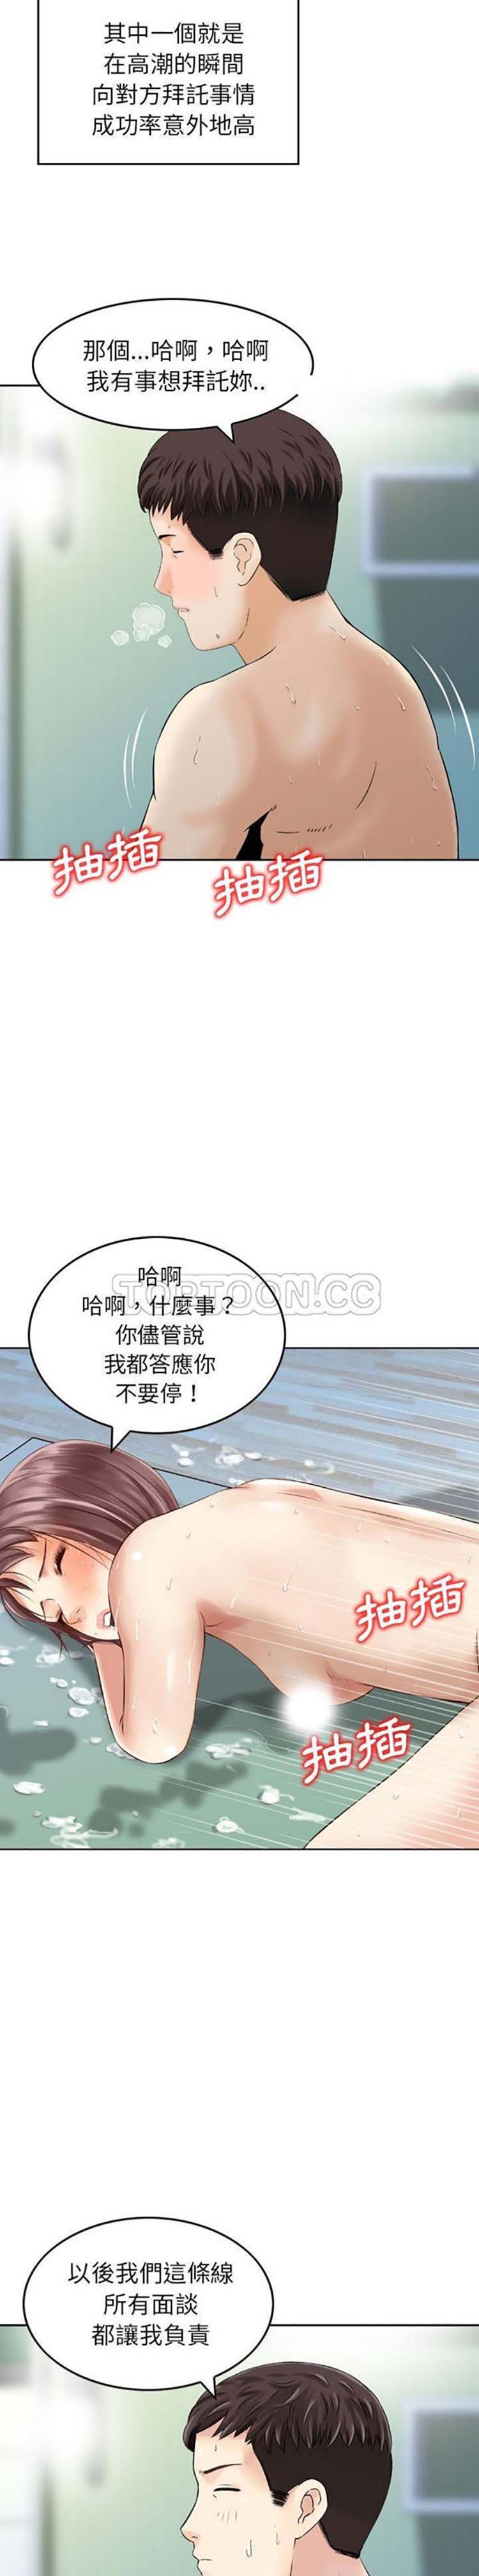 其中一個就是
在高潮的瞬間
向對方拜託事情
成功率意外地高
那個...哈啊，哈啊
我有事想拜託妳..
抽插
抽插
哈啊
TOPTOON.CC
哈啊，什麼事？
你儘管說
我都答應你
不要停！
抽插
抽插
以後我們這條線
所有面談
都讓我負責